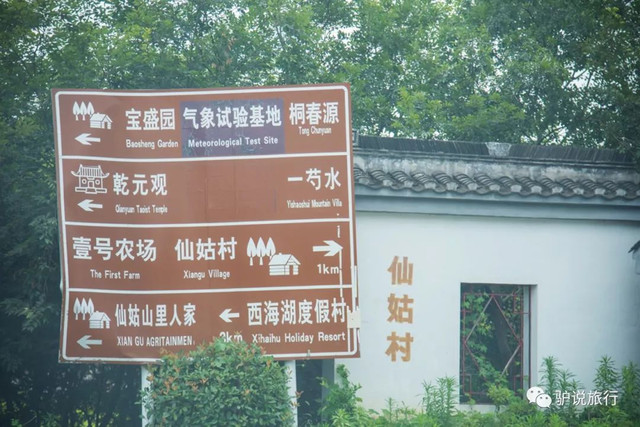 宝盛园 气象试验基地 桐春源
Baosheng Garden Meteorological Test Site Tong Chunyuan
乾元观 一芍水
Qianyuan Taoist Temple Yishaoshui Mountain Ville
壹号农场 仙姑村
The First Farm Xiangu Village 1km
仙姑山里人家 2km 西海湖度假村
XIAN GU AGRITAINMEN Xihaihu Holiday Resort
仙姑村
驴说旅行